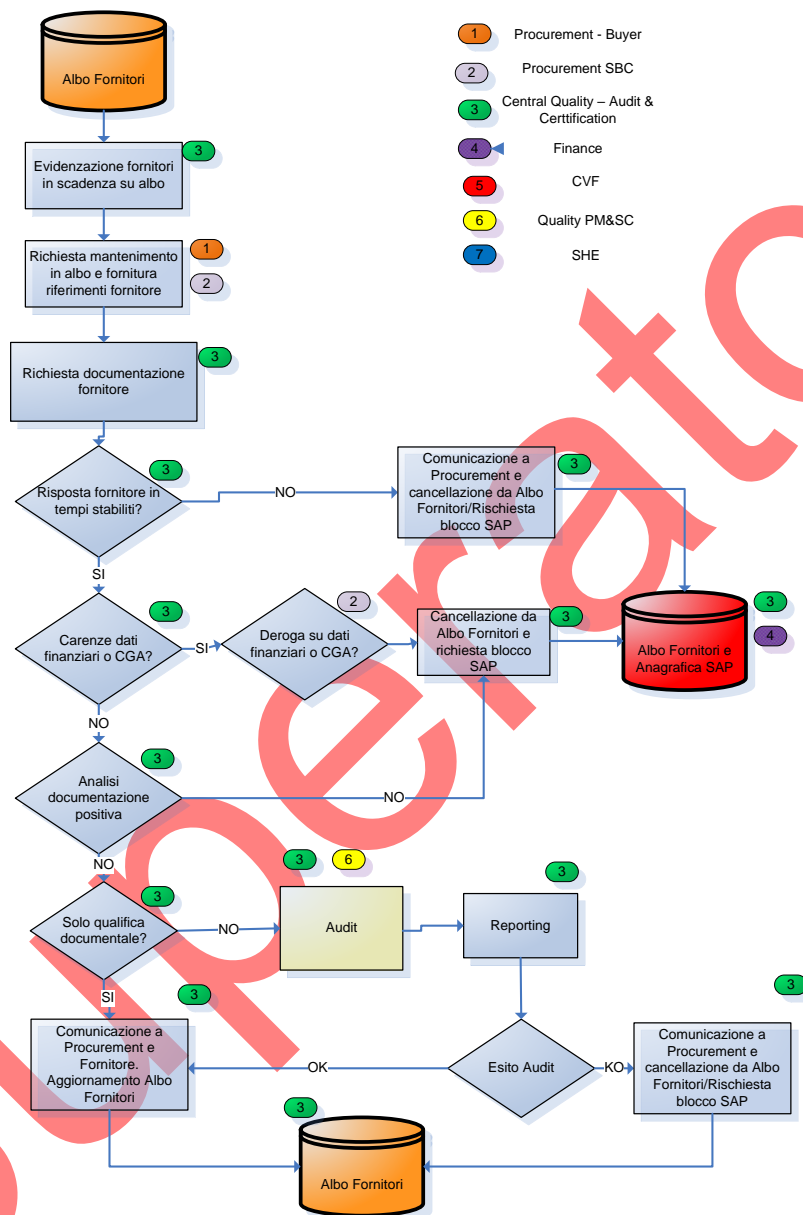 Albo Fornitori
1 Procurement - Buyer
2 Procurement SBC
3 Central Quality – Audit &
Certtification
4 Finance
5 CVF
6 Quality PM&SC
7 SHE
3
Evidenzazione fornitori
in scadenza su albo
1
2
Richiesta mantenimento
in albo e fornitura
riferimenti fornitore
3
Richiesta documentazione
fornitore
3
Risposta fornitore in
tempi stabiliti?
NO
3
Comunicazione a
Procurement e
cancellazione da Albo
Fornitori/Rischiesta
blocco SAP
SI
3
Carenze dati
finanziari o CGA?
SI
2
Deroga su dati
finanziari o CGA?
3
Cancellazione da
Albo Fornitori e
richiesta blocco
SAP
3
4
Albo Fornitori e
Anagrafica SAP
NO
3
Analisi
documentazione
positiva
NO
NO
3
Solo qualifica
documentale?
NO
3
6
Audit
3
Reporting
SI
3
Comunicazione a
Procurement e
Fornitore.
Aggiornamento Albo
Fornitori
OK
Esito Audit
KO
3
Comunicazione a
Procurement e
cancellazione da Albo
Fornitori/Rischiesta
blocco SAP
3
Albo Fornitori